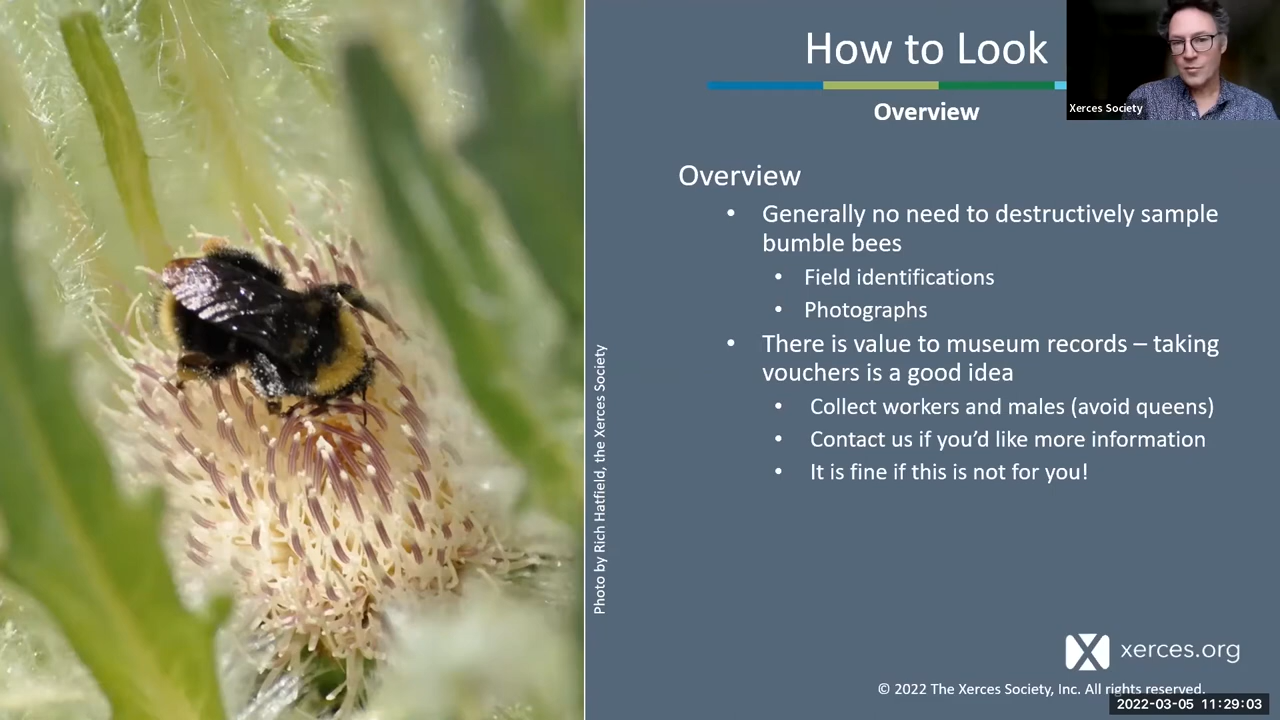 How to Look
Xerces Society
Overview
Overview
• Generally no need to destructively sample
bumble bees
• Field identifications
• Photographs
• There is value to museum records – taking
vouchers is a good idea
• Collect workers and males (avoid queens)
• Contact us if you’d like more information
• It is fine if this is not for you!
Photo by Rich Hatfield, the Xerces Society
xerces.org
© 2022 The Xerces Society, Inc. All rights reserved.
2022-03-05 11:29:03